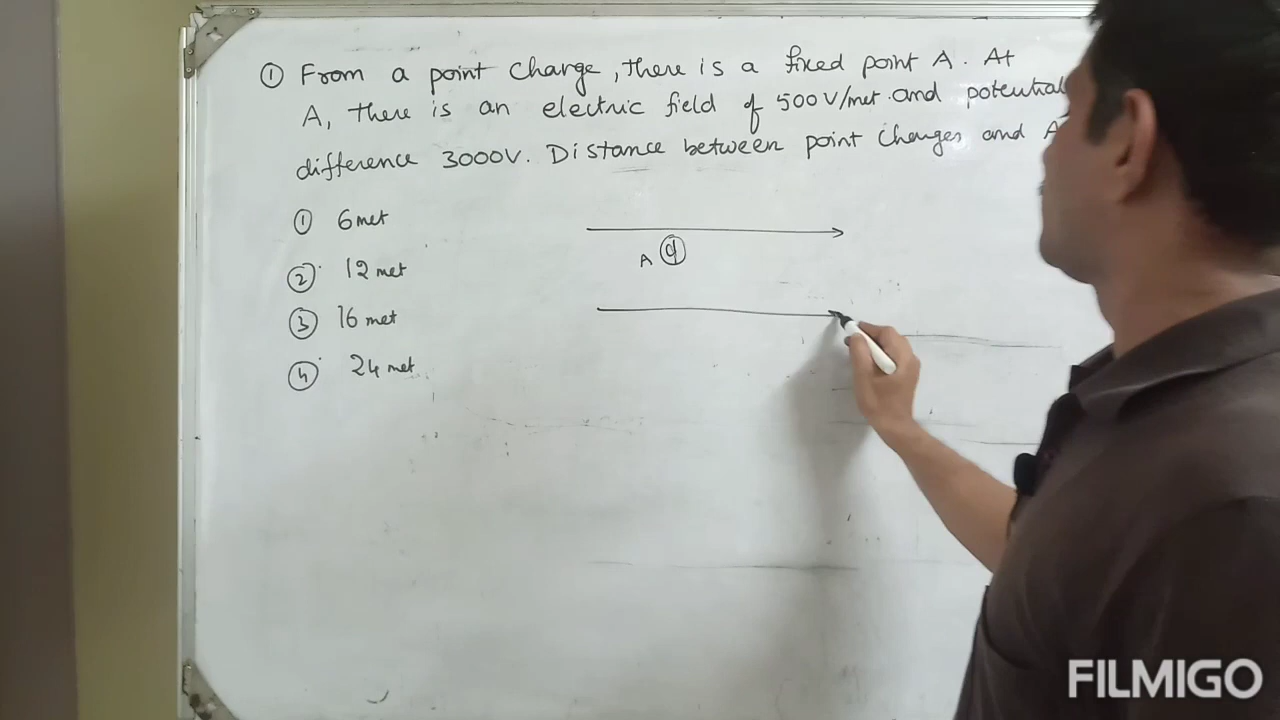 ① From a point charge, there is a fixed point A. At
A, there is an electric field of 500V/met. and potential
difference 3000V. Distance between point charges and A
① 6 met
② 12 met
③ 16 met
④ 24 met
A q
FILMIGO